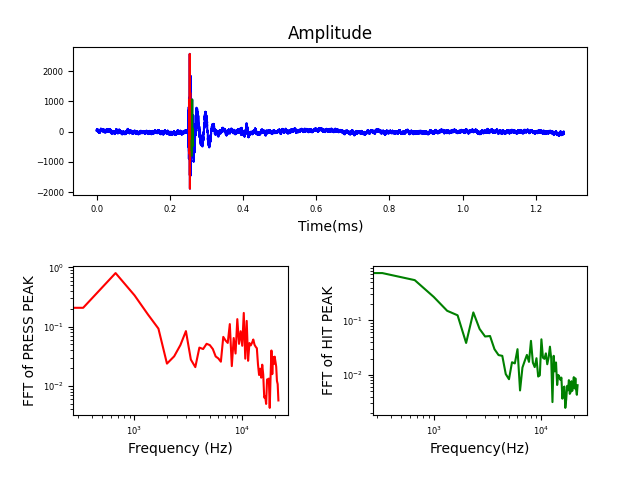 Amplitude
2000
1000
0
−1000
−2000
0.0 0.2 0.4 0.6 0.8 1.0 1.2
Time(ms)
FFT of PRESS PEAK
10⁰
10⁻¹
10⁻²
10³ 10⁴
Frequency (Hz)
FFT of HIT PEAK
10⁻¹
10⁻²
10³ 10⁴
Frequency(Hz)